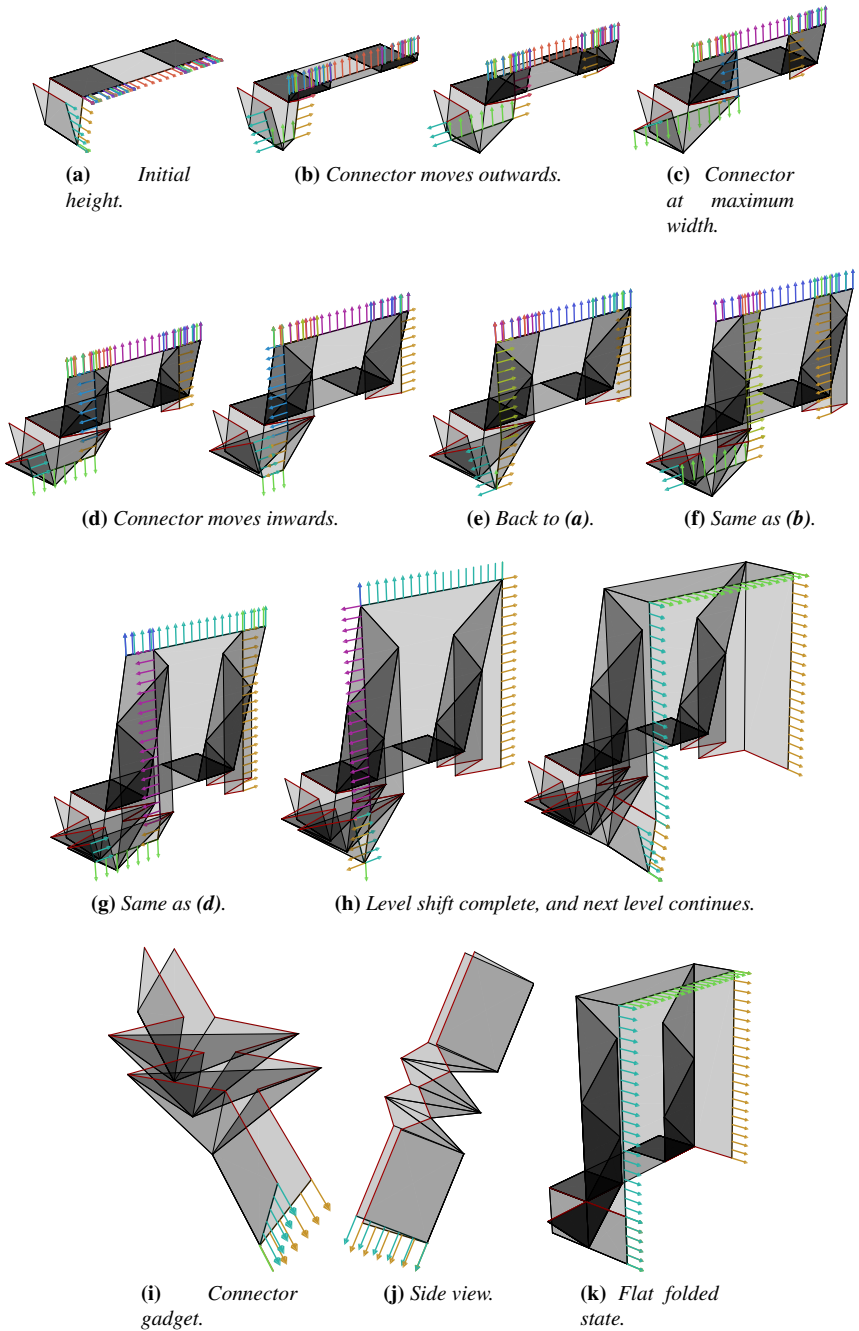 (a) Initial
height.
(b) Connector moves outwards.
(c) Connector
at maximum
width.
(d) Connector moves inwards.
(e) Back to (a).
(f) Same as (b).
(g) Same as (d).
(h) Level shift complete, and next level continues.
(i) Connector
gadget.
(j) Side view.
(k) Flat folded
state.